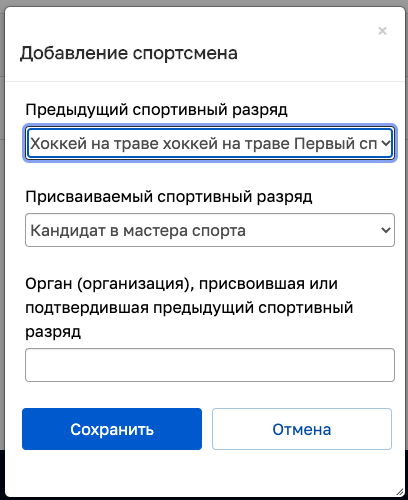 ×
Добавление спортсмена
Предыдущий спортивный разряд
Хоккей на траве хоккей на траве Первый сп
Присваиваемый спортивный разряд
Кандидат в мастера спорта
Орган (организация), присвоившая или
подтвердившая предыдущий спортивный
разряд
Сохранить Отмена